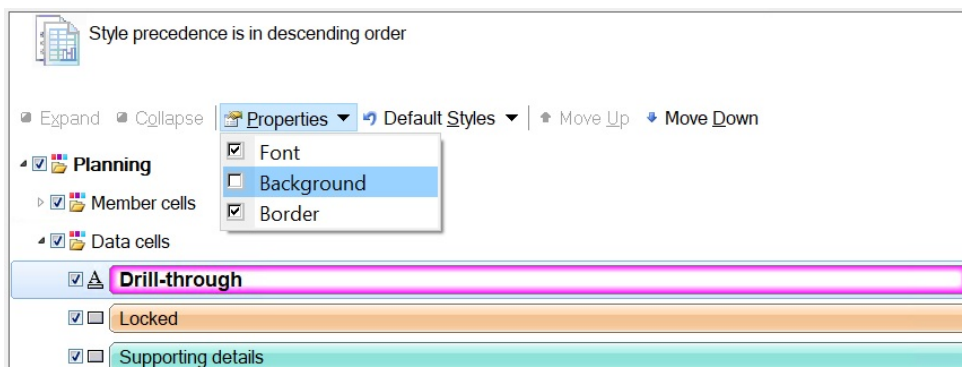 Style precedence is in descending order
Expand Collapse Properties Default Styles Move Up Move Down
Font
Background
Border
Planning
Member cells
Data cells
Drill-through
Locked
Supporting details